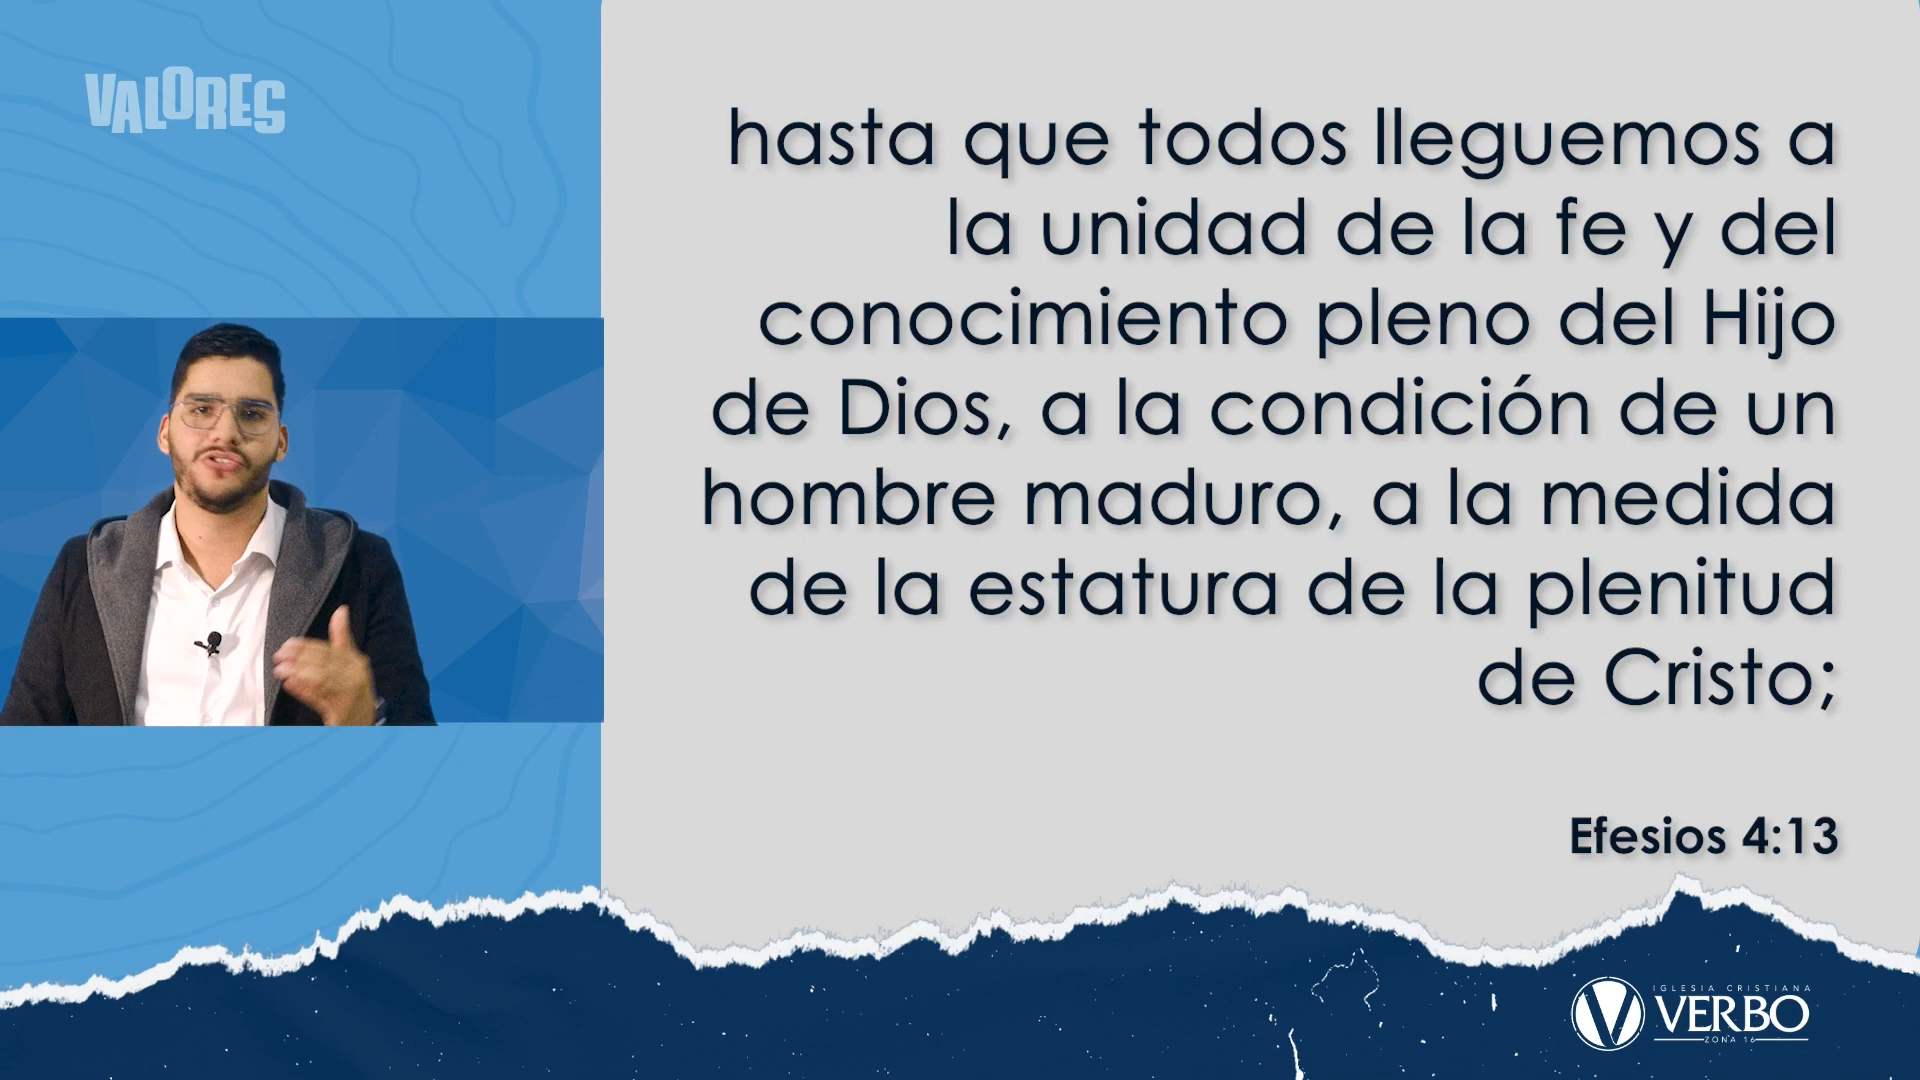 VALORES
hasta que todos lleguemos a
la unidad de la fe y del
conocimiento pleno del Hijo
de Dios, a la condición de un
hombre maduro, a la medida
de la estatura de la plenitud
de Cristo;
Efesios 4:13
IGLESIA CRISTIANA
VERBO
ZONA 16